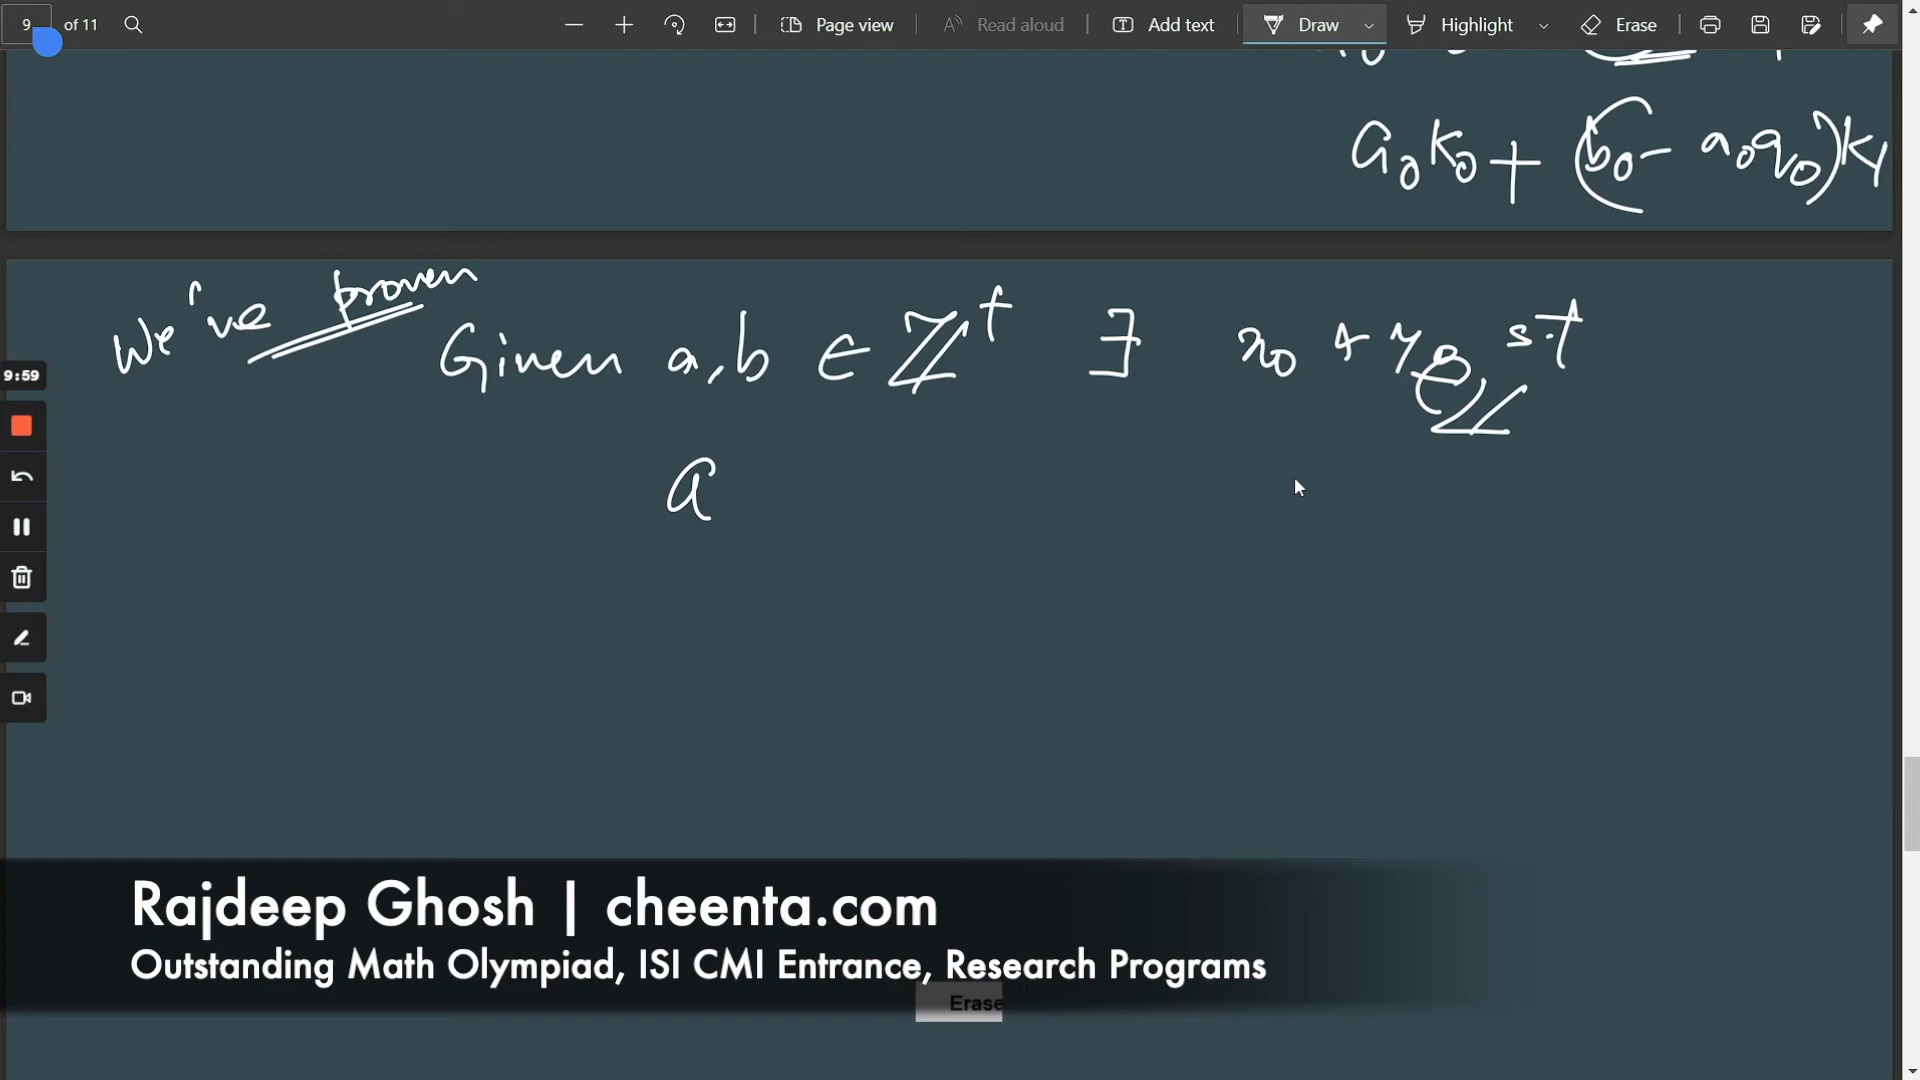 9 of 11 Page view Read aloud Add text Draw Highlight Erase
a₀k₀ + (b₀ - a₀q₀)k₁
We've proven
Given a, b ∈ ℤ⁺ ∃ x₀ & y₀ ∈ ℤ s.t
a
9:59
Rajdeep Ghosh | cheenta.com
Outstanding Math Olympiad, ISI CMI Entrance, Research Programs
Erase